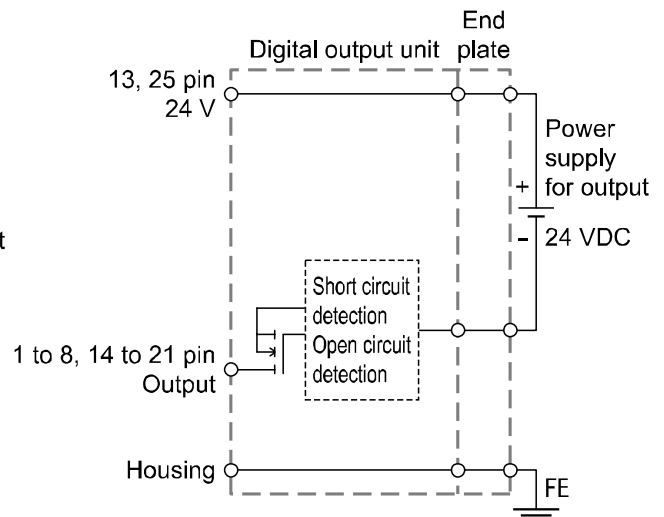 End
Digital output unit plate
13, 25 pin
24 V
Power
supply
+ for output
- 24 VDC
t
Short circuit
detection
Open circuit
detection
1 to 8, 14 to 21 pin
Output
Housing
FE